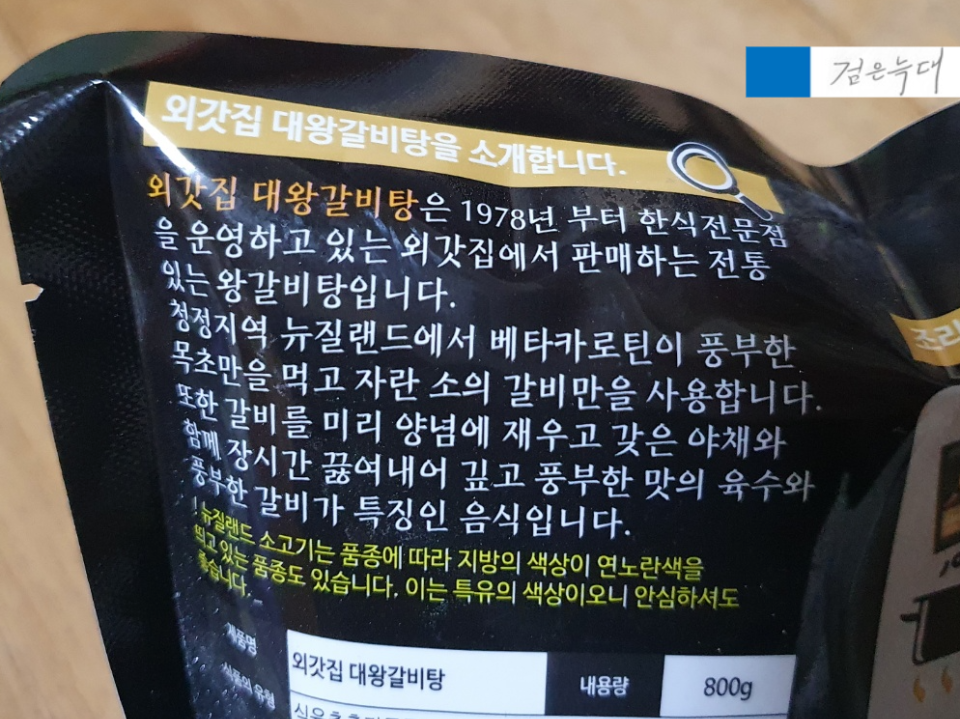 검은늑대
외갓집 대왕갈비탕을 소개합니다.
외갓집 대왕갈비탕은 1978년 부터 한식전문점
을 운영하고 있는 외갓집에서 판매하는 전통
있는 왕갈비탕입니다.
청정지역 뉴질랜드에서 베타카로틴이 풍부한
목초만을 먹고 자란 소의 갈비만을 사용합니다.
또한 갈비를 미리 양념에 재우고 갖은 야채와
함께 장시간 끓여내어 깊고 풍부한 맛의 육수와
풍부한 갈비가 특징인 음식입니다.
! 뉴질랜드 소고기는 품종에 따라 지방의 색상이 연노란색을
띄고 있는 품종도 있습니다. 이는 특유의 색상이오니 안심하셔도
좋습니다.
제품명 외갓집 대왕갈비탕 내용량 800g
식품의 유형
조리